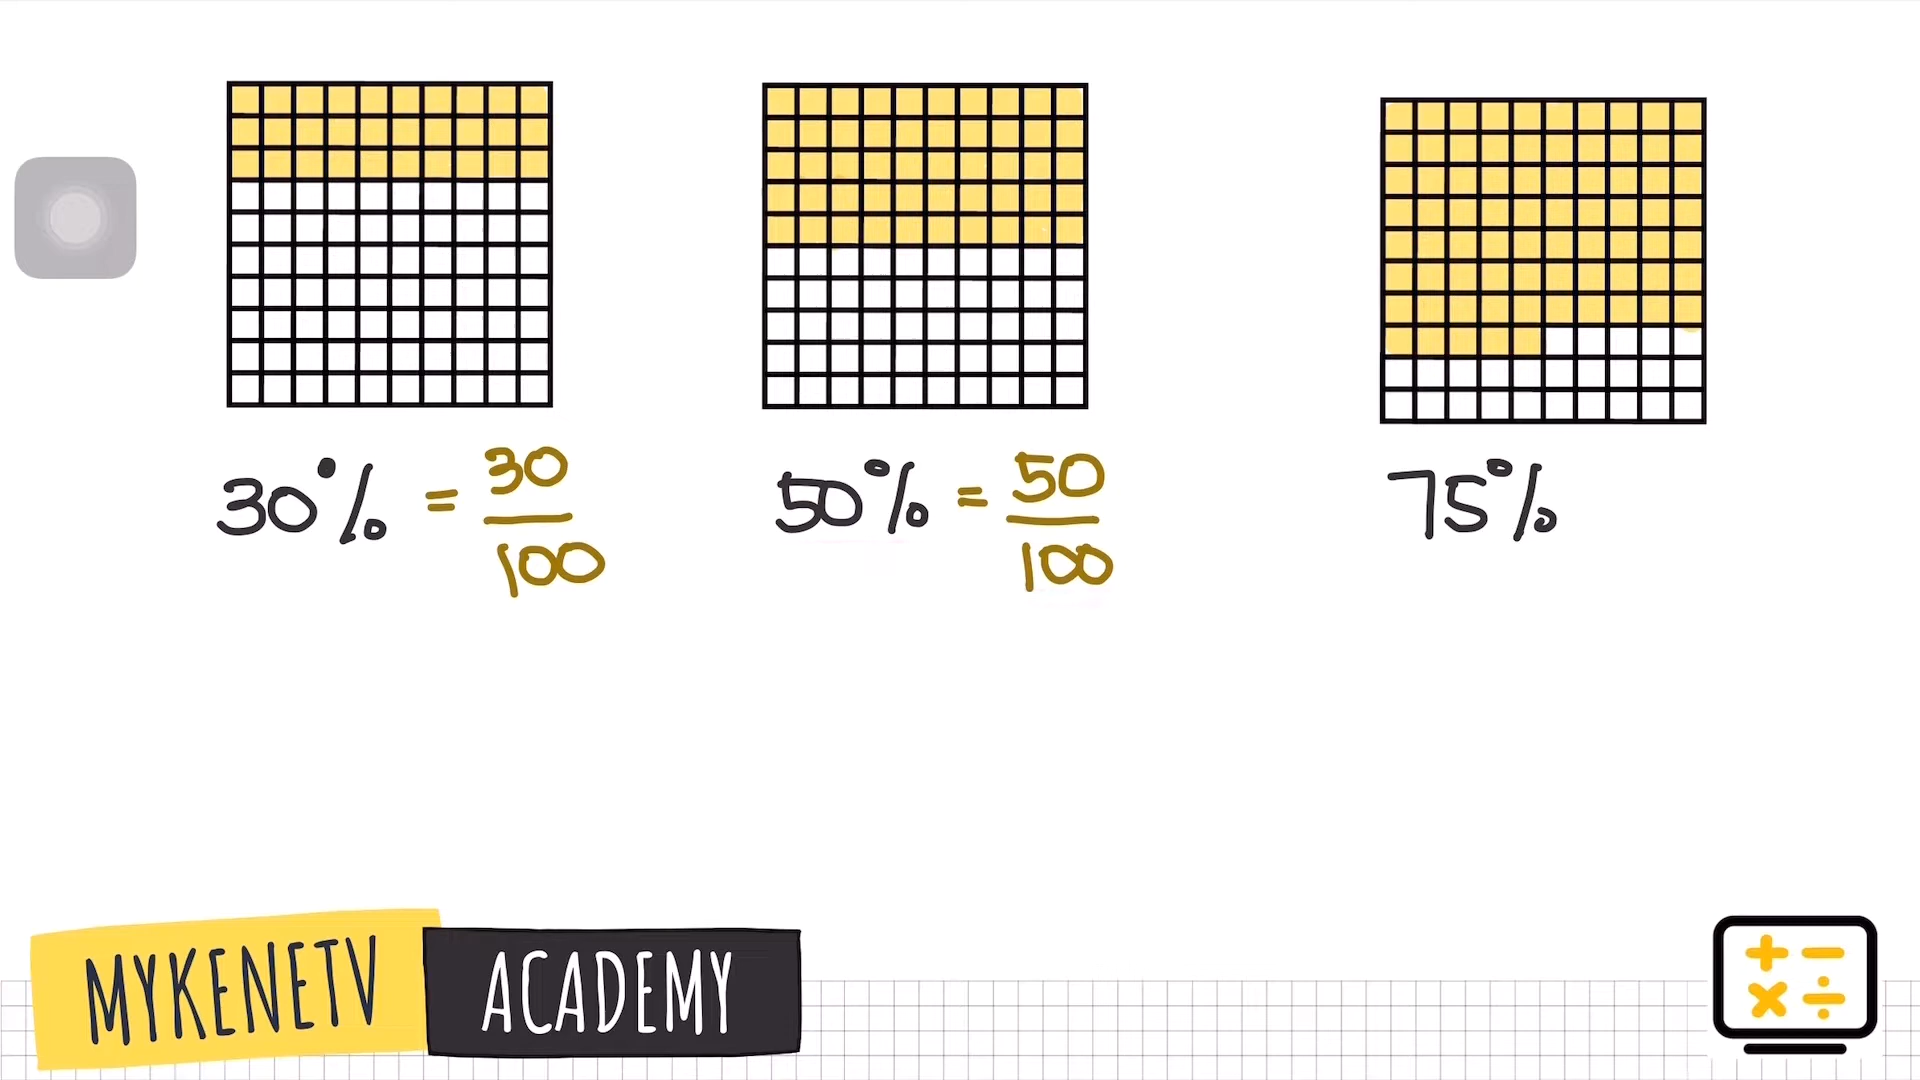 30% = 30/100
50% = 50/100
75%
MYKENETV ACADEMY
+ −
× ÷